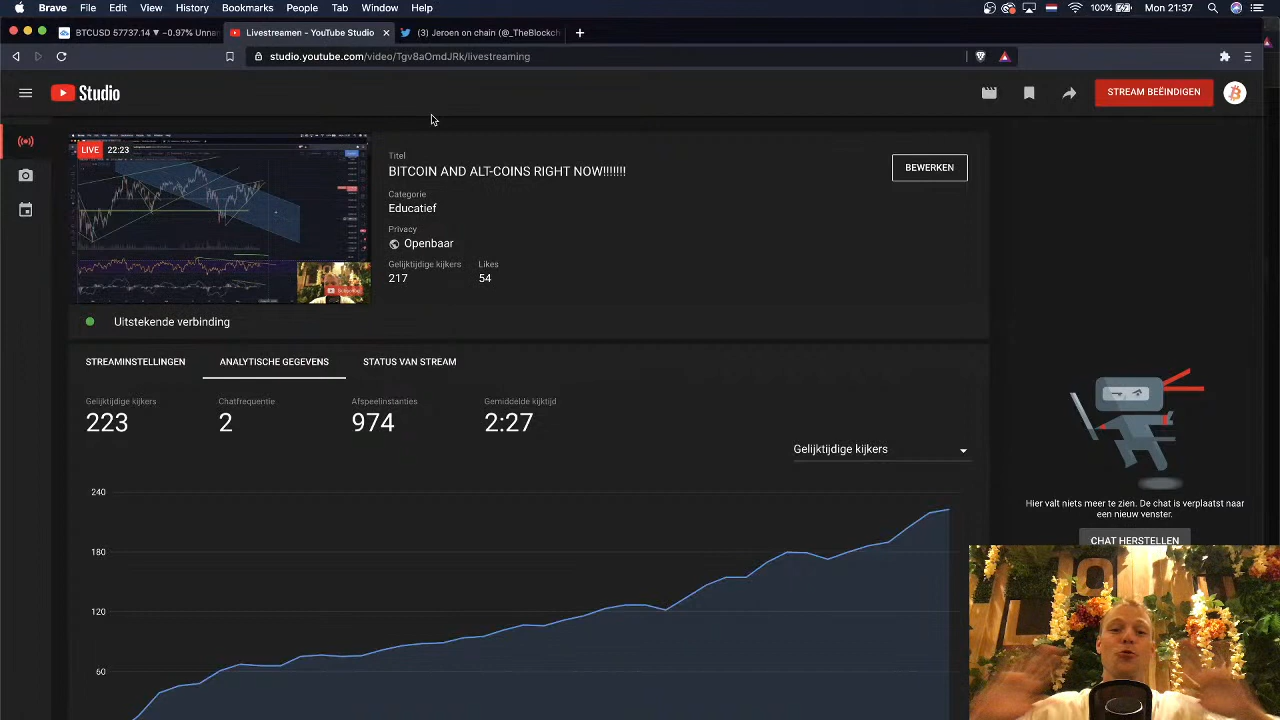 Brave File Edit View History Bookmarks People Tab Window Help 100% Mon 21:37
BTCUSD 57737.14 ▼ −0.97% Unna Livestreamen - YouTube Studio (3) Jeroen on chain (@_TheBlockch
studio.youtube.com/video/Tgv8aOmdJRk/livestreaming
Studio STREAM BEËINDIGEN
LIVE 22:23
Titel
BITCOIN AND ALT-COINS RIGHT NOW!!!!!!!
BEWERKEN
Categorie
Educatief
Privacy
Openbaar
Gelijktijdige kijkers Likes
217 54
Uitstekende verbinding
STREAMINSTELLINGEN ANALYTISCHE GEGEVENS STATUS VAN STREAM
Gelijktijdige kijkers Chatfrequentie Afspeelinstanties Gemiddelde kijktijd
223 2 974 2:27
Gelijktijdige kijkers
240
180
120
60
Hier valt niets meer te zien. De chat is verplaatst naar
een nieuw venster.
CHAT HERSTELLEN